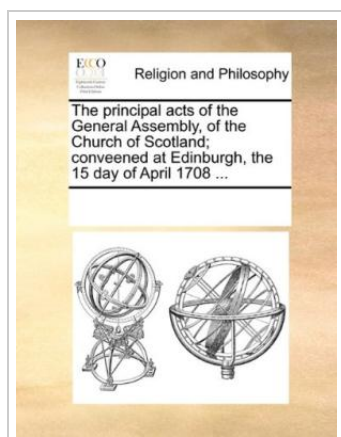 ECCO
Religion and Philosophy
The principal acts of the
General Assembly, of the
Church of Scotland;
conveened at Edinburgh, the
15 day of April 1708 ...